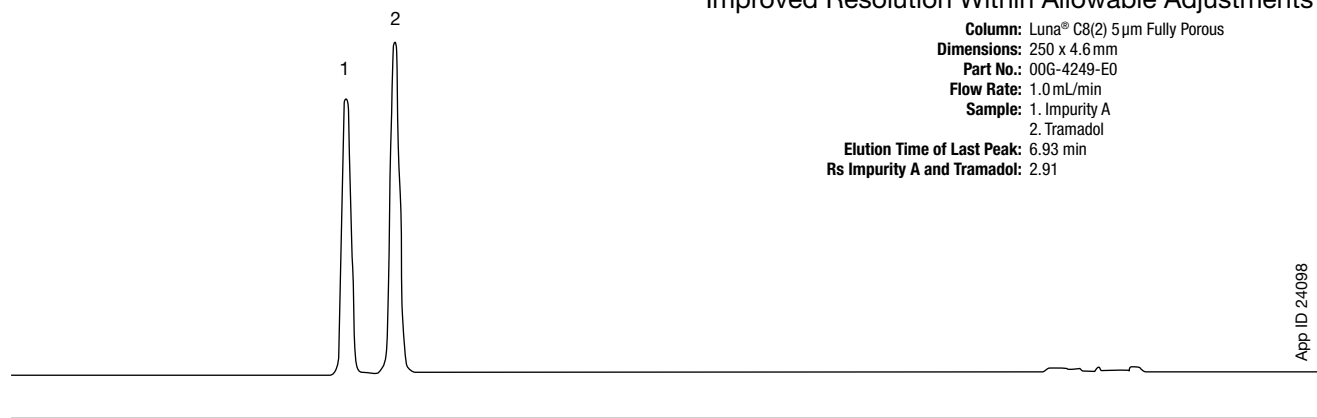 Improved Resolution Within Allowable Adjustments
Column: Luna® C8(2) 5 µm Fully Porous
Dimensions: 250 x 4.6 mm
Part No.: 00G-4249-E0
Flow Rate: 1.0 mL/min
Sample: 1. Impurity A
2. Tramadol
Elution Time of Last Peak: 6.93 min
Rs Impurity A and Tramadol: 2.91
2
1
App ID 24098